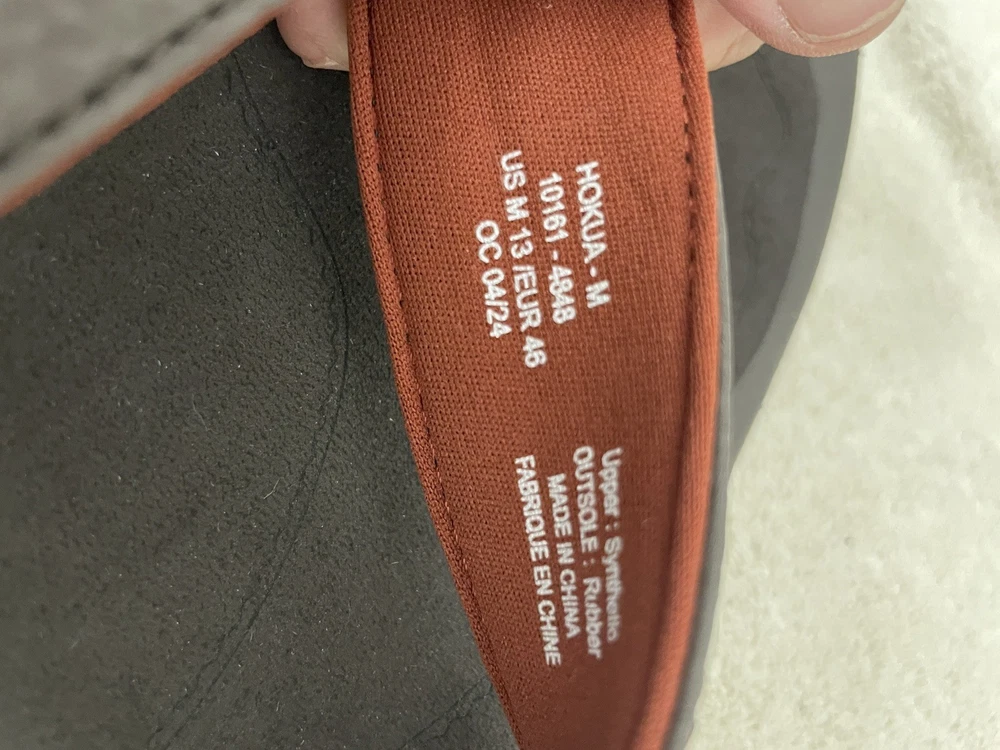 HOKUA - M
10161 - 4848
US M 13 /EUR 46
OC 04/24
Upper : Synthetic
OUTSOLE : Rubber
MADE IN CHINA
FABRIQUE EN CHINE